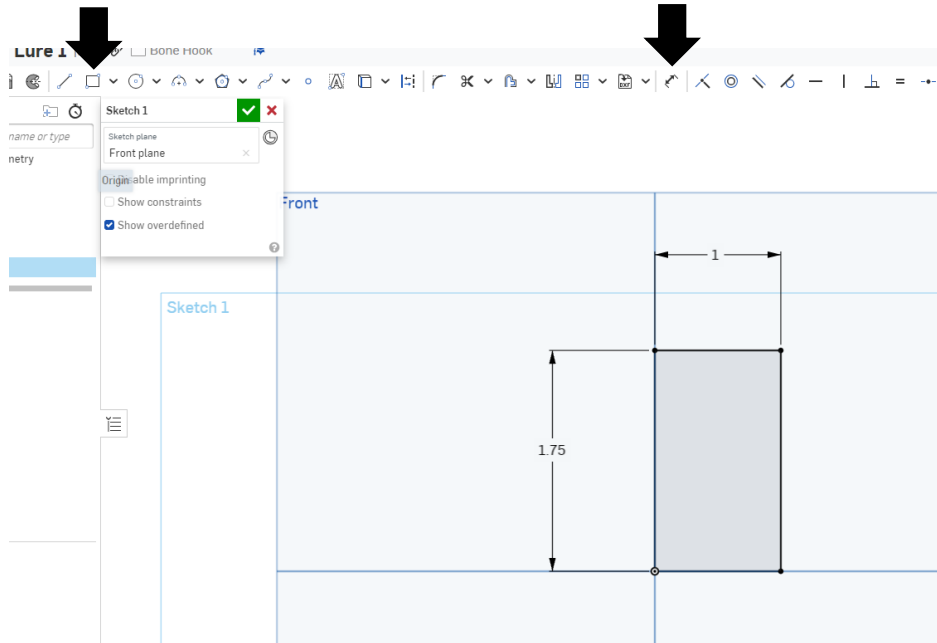 Lure 1
Bone Hook
Sketch 1
name or type
Sketch plane
Front plane
metry
Origin
able imprinting
Show constraints
Show overdefined
Front
1
Sketch 1
1.75